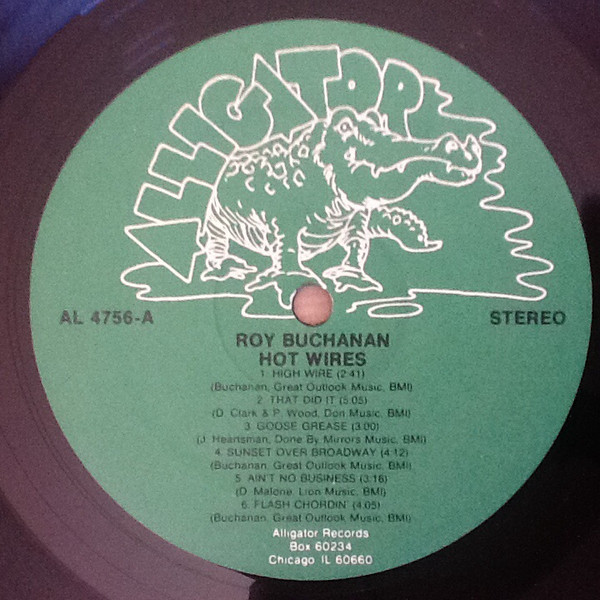 ALLIGATOR
AL 4756-A
STEREO
ROY BUCHANAN
HOT WIRES
1. HIGH WIRE (2:41)
(Buchanan, Great Outlook Music, BMI)
2. THAT DID IT (5:05)
(D. Clark & P. Wood, Don Music, BMI)
3. GOOSE GREASE (3:00)
(J. Heartsman, Done By Mirrors Music, BMI)
4. SUNSET OVER BROADWAY (4:12)
(Buchanan, Great Outlook Music, BMI)
5. AIN'T NO BUSINESS (3:16)
(D. Malone, Lion Music, BMI)
6. FLASH CHORDIN' (4:05)
(Buchanan, Great Outlook Music, BMI)
Alligator Records
Box 60234
Chicago IL 60660